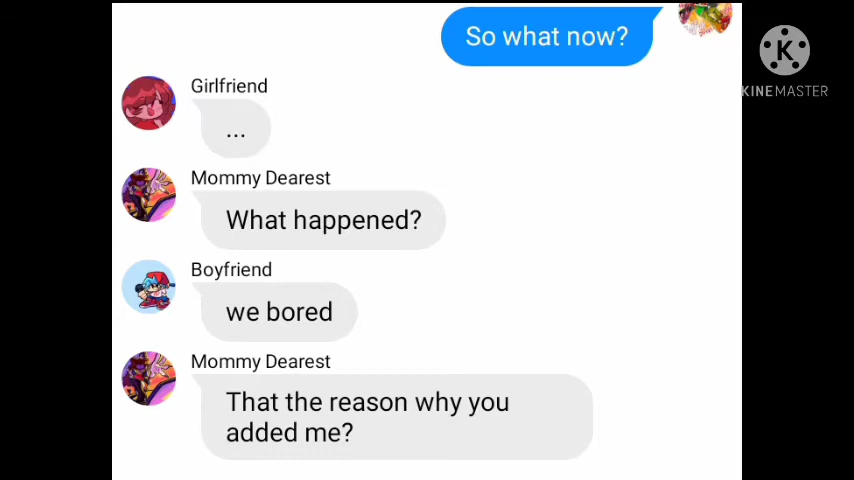 So what now?
Girlfriend
...
Mommy Dearest
What happened?
Boyfriend
we bored
Mommy Dearest
That the reason why you
added me?
K
KINEMASTER